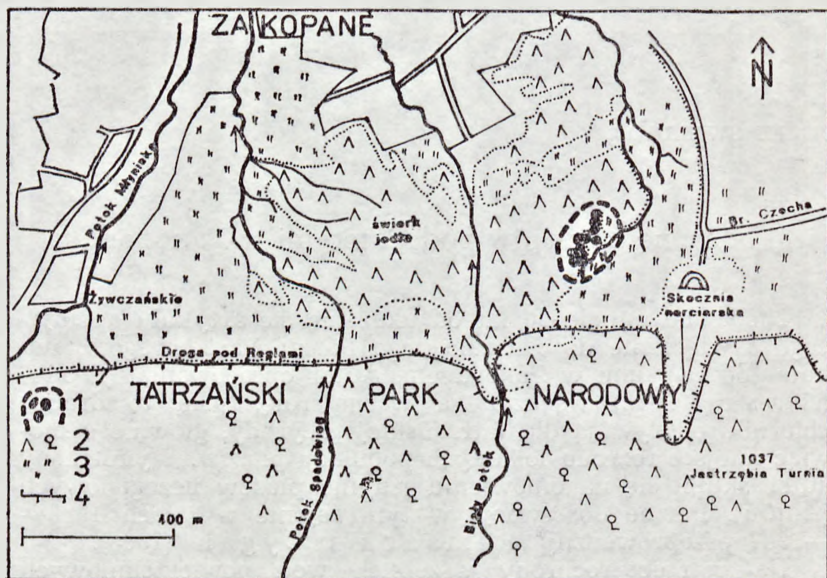 ZAKOPANE
N
Potok Młyniska
świerk
jodła
Br. Czecha
Żywczańskie
Skocznia
narciarska
Droga pod Reglami
TATRZAŃSKI PARK NARODOWY
1
2
3
4
Potok Spadowiec
Biały Potok
1037
Jastrzębia Turnia
400 m